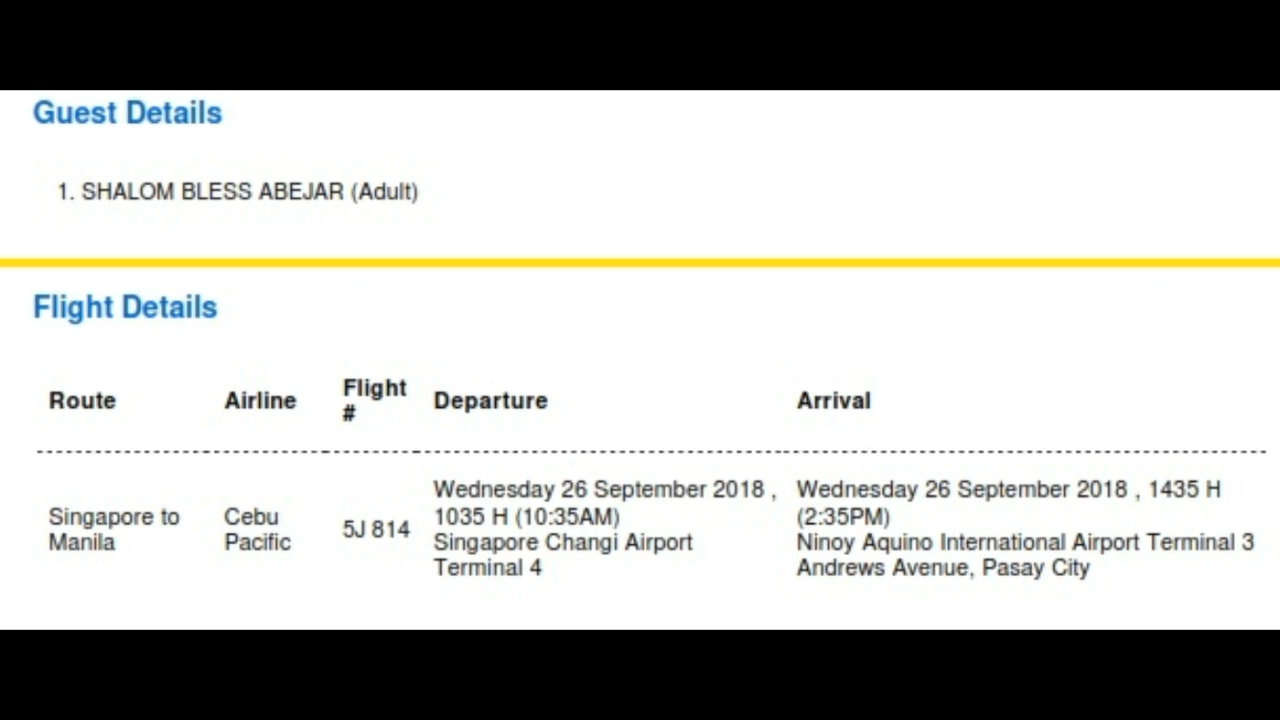 Guest Details
1. SHALOM BLESS ABEJAR (Adult)
Flight Details
Route Airline Flight # Departure Arrival
Singapore to Manila
Cebu Pacific
5J 814
Wednesday 26 September 2018 ,
1035 H (10:35AM)
Singapore Changi Airport
Terminal 4
Wednesday 26 September 2018 , 1435 H
(2:35PM)
Ninoy Aquino International Airport Terminal 3
Andrews Avenue, Pasay City